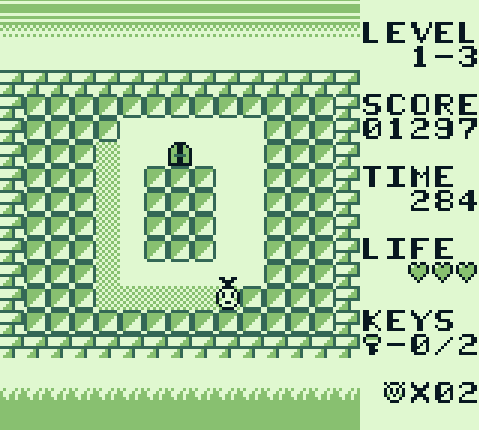 LEVEL
1-3
SCORE
01297
TIME
284
LIFE
KEYS
-0/2
X02